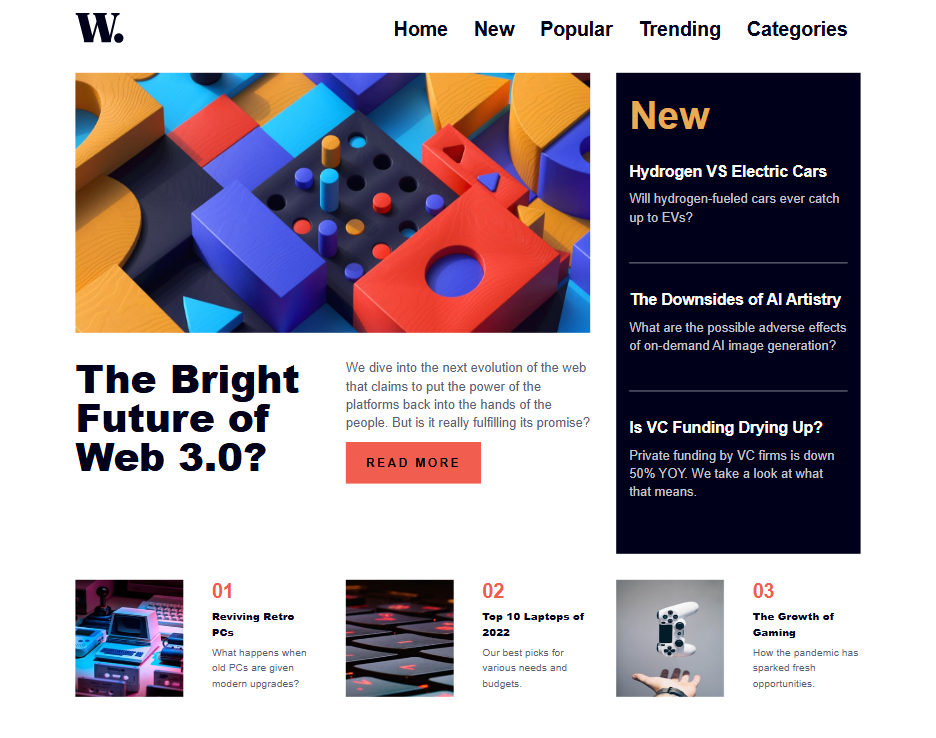 W.
Home New Popular Trending Categories
The Bright
Future of
Web 3.0?
We dive into the next evolution of the web
that claims to put the power of the
platforms back into the hands of the
people. But is it really fulfilling its promise?
READ MORE
New
Hydrogen VS Electric Cars
Will hydrogen-fueled cars ever catch
up to EVs?
The Downsides of AI Artistry
What are the possible adverse effects
of on-demand AI image generation?
Is VC Funding Drying Up?
Private funding by VC firms is down
50% YOY. We take a look at what
that means.
01
Reviving Retro
PCs
What happens when
old PCs are given
modern upgrades?
02
Top 10 Laptops of
2022
Our best picks for
various needs and
budgets.
03
The Growth of
Gaming
How the pandemic has
sparked fresh
opportunities.